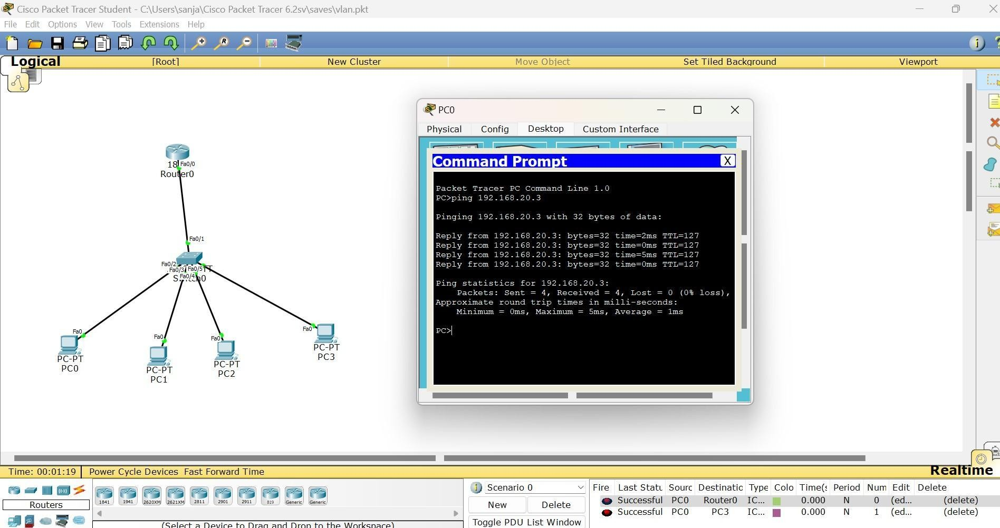 Cisco Packet Tracer Student - C:\Users\sanja\Cisco Packet Tracer 6.2sv\saves\vlan.pkt
File Edit Options View Tools Extensions Help
Logical [Root] New Cluster Move Object Set Tiled Background Viewport
Fa0/0
Router0
Fa0/1
Fa0/2
Fa0/3 Fa0/5 TT
Fa0/4
Fa0
PC-PT
PC0
Fa0
PC-PT
PC1
Fa0
PC-PT
PC2
Fa0
PC-PT
PC3
PC0
Physical Config Desktop Custom Interface
Command Prompt X
Packet Tracer PC Command Line 1.0
PC>ping 192.168.20.3
Pinging 192.168.20.3 with 32 bytes of data:
Reply from 192.168.20.3: bytes=32 time=2ms TTL=127
Reply from 192.168.20.3: bytes=32 time=0ms TTL=127
Reply from 192.168.20.3: bytes=32 time=5ms TTL=127
Reply from 192.168.20.3: bytes=32 time=0ms TTL=127
Ping statistics for 192.168.20.3:
Packets: Sent = 4, Received = 4, Lost = 0 (0% loss),
Approximate round trip times in milli-seconds:
Minimum = 0ms, Maximum = 5ms, Average = 1ms
PC>
Time: 00:01:19 Power Cycle Devices Fast Forward Time Realtime
Routers
1841 1941 2620XM 2621XM 2811 2901 2911 819 Generic Generic
(Select a Device to Drag and Drop to the Workspace)
Scenario 0
New Delete
Toggle PDU List Window
Fire Last Statu Sourc Destinatic Type Colo Time(s Period Num Edit Delete
Successful PC0 Router0 IC... 0.000 N 0 (ed... (delete)
Successful PC0 PC3 IC... 0.000 N 1 (ed... (delete)